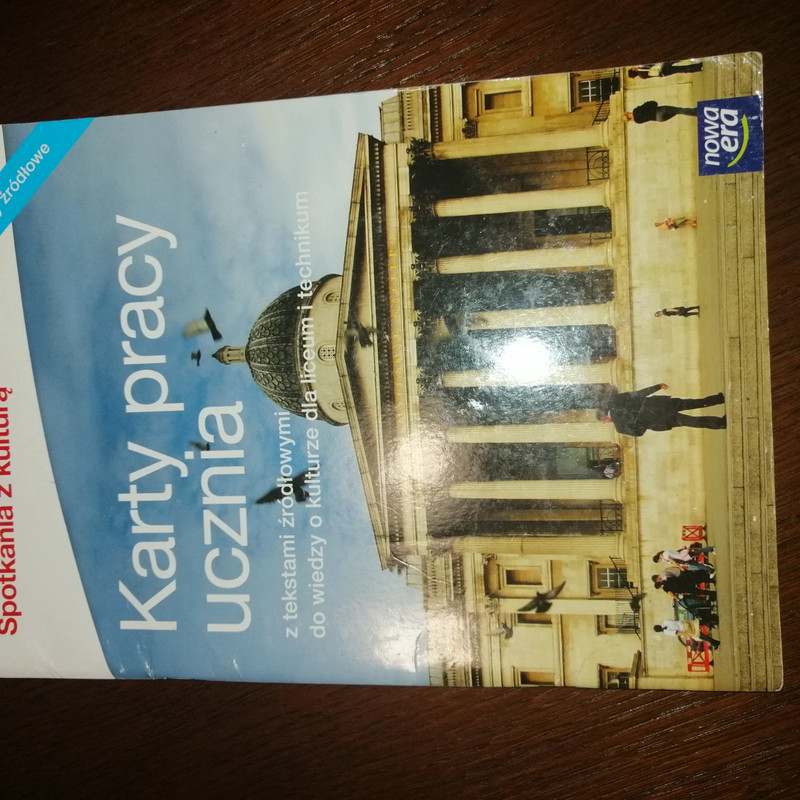 Spotkania z kulturą
źródłowe
Karty pracy
ucznia
z tekstami źródłowymi
do wiedzy o kulturze dla liceum i technikum
nowa
era